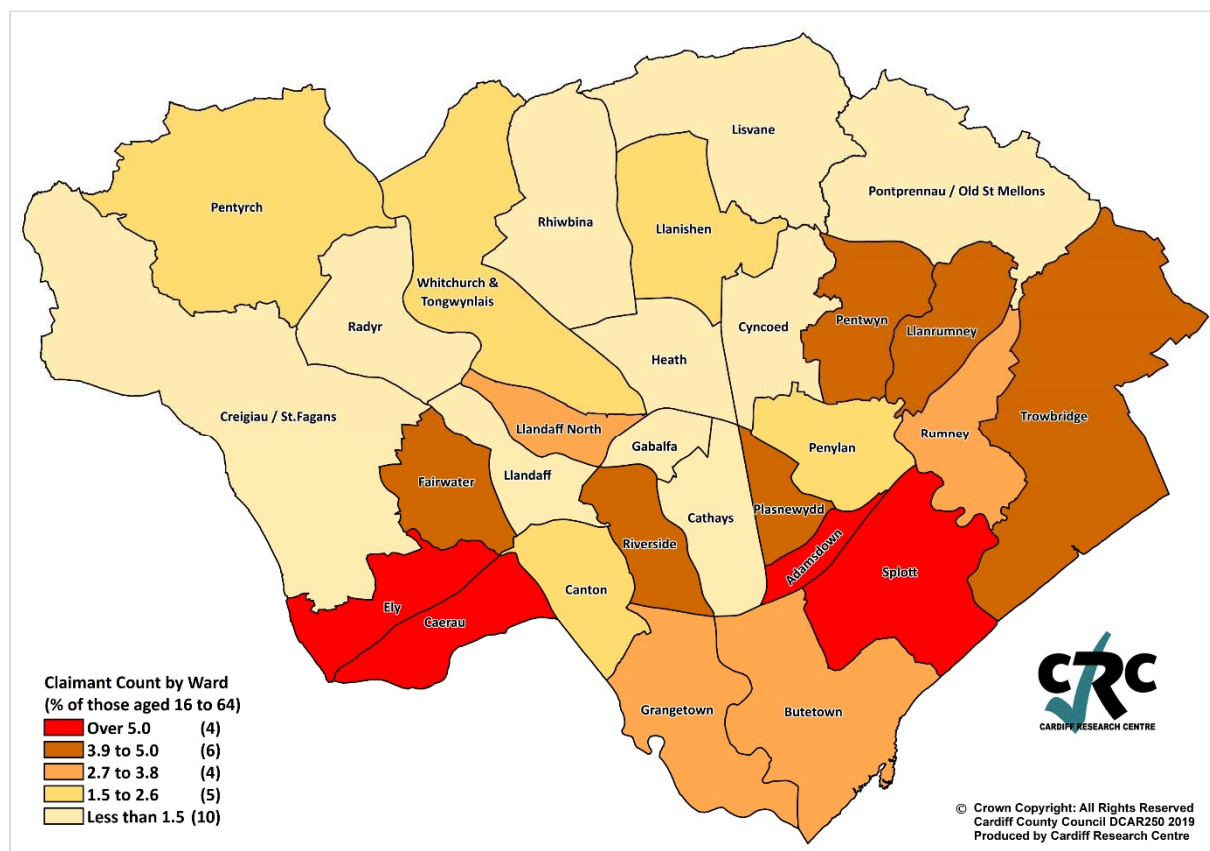 Lisvane
Pontprennau / Old St Mellons
Pentyrch
Rhiwbina
Llanishen
Whitchurch &
Tongwynlais
Radyr
Cyncoed
Pentwyn
Llanrumney
Heath
Creigiau / St.Fagans
Trowbridge
Llandaff North
Rumney
Gabalfa
Penylan
Fairwater
Llandaff
Cathays
Plasnewydd
Riverside
Adamsdown
Splott
Canton
Ely
Caerau
Grangetown
Butetown
Claimant Count by Ward
(% of those aged 16 to 64)
Over 5.0 (4)
3.9 to 5.0 (6)
2.7 to 3.8 (4)
1.5 to 2.6 (5)
Less than 1.5 (10)
CRC
CARDIFF RESEARCH CENTRE
© Crown Copyright: All Rights Reserved
Cardiff County Council DCAR250 2019
Produced by Cardiff Research Centre